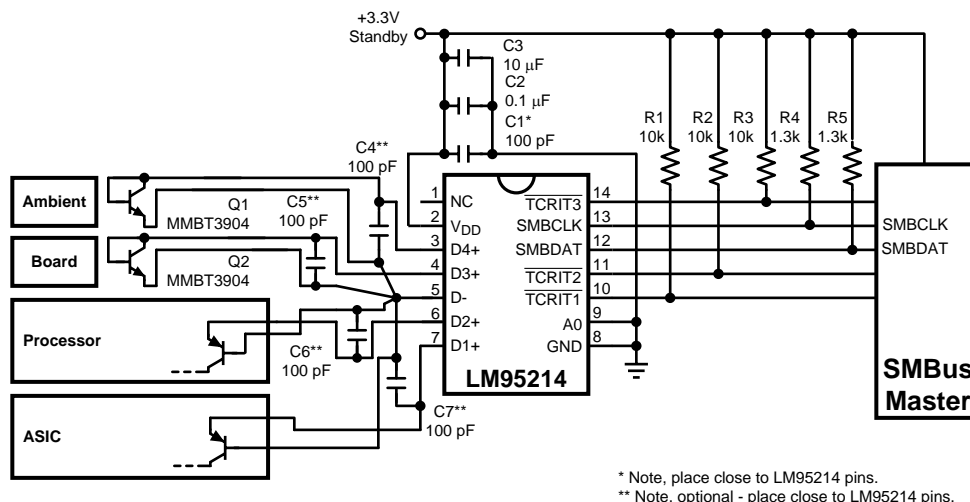 +3.3V
Standby
C3
10 μF
C2
0.1 μF
C1*
100 pF
C4**
100 pF
R1
10k
R2
10k
R3
10k
R4
1.3k
R5
1.3k
Ambient
Q1
MMBT3904
C5**
100 pF
Board
Q2
MMBT3904
Processor
C6**
100 pF
ASIC
C7**
100 pF
1 NC
2 VDD
3 D4+
4 D3+
5 D-
6 D2+
7 D1+
TCRIT3 14
SMBCLK 13
SMBDAT 12
TCRIT2 11
TCRIT1 10
A0 9
GND 8
LM95214
SMBCLK
SMBDAT
SMBus
Master
* Note, place close to LM95214 pins.
** Note, optional - place close to LM95214 pins.